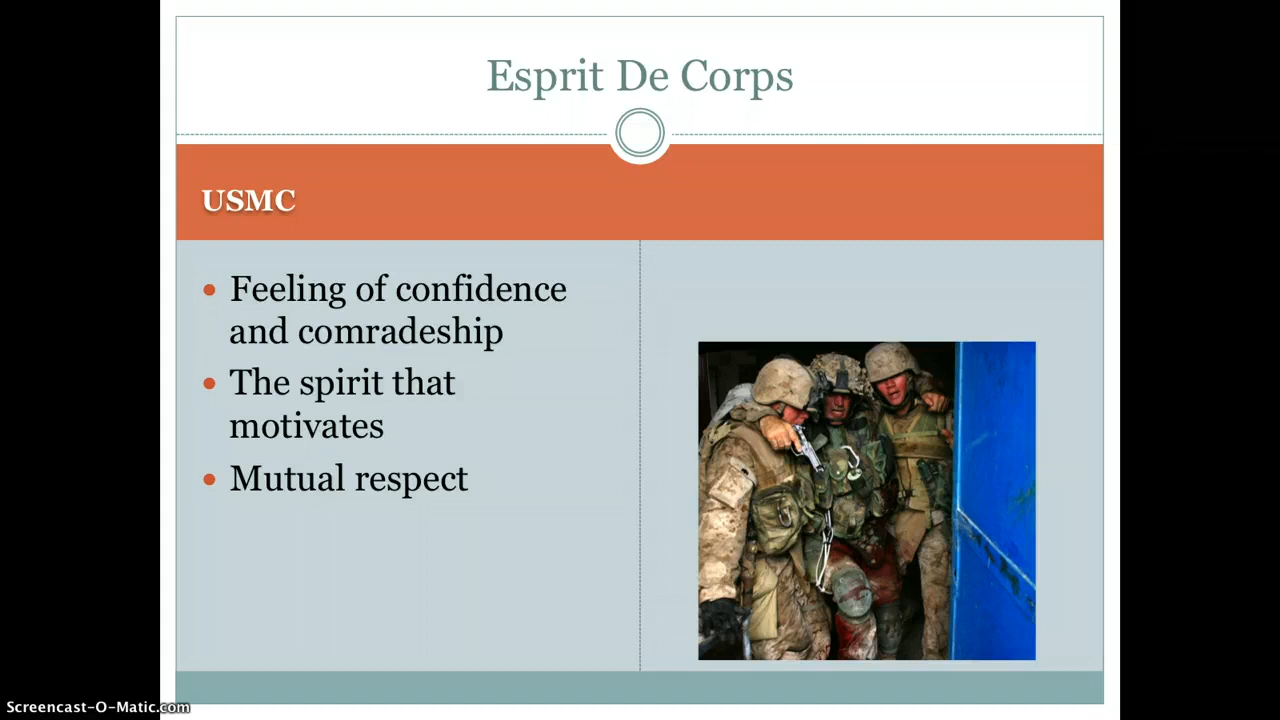 Esprit De Corps
USMC
Feeling of confidence
and comradeship
The spirit that
motivates
Mutual respect
Screencast-O-Matic.com